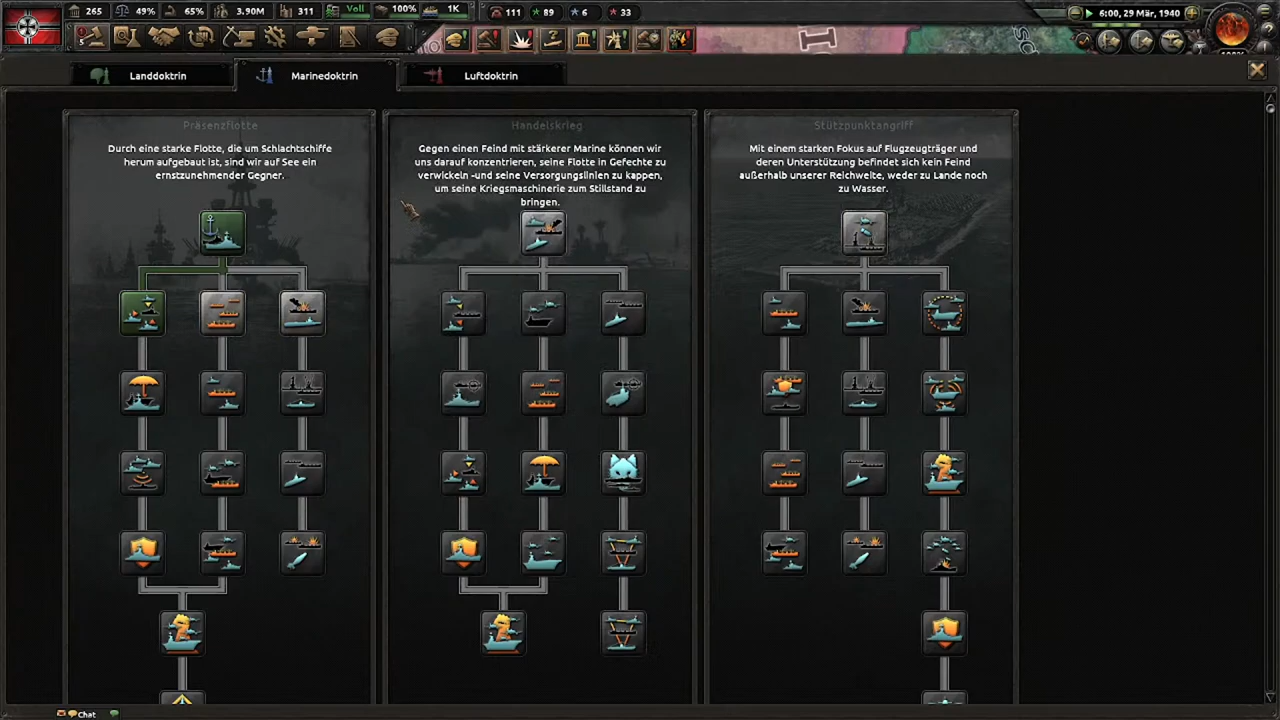 265 49% 65% 3.90M 311 Voll 100% 1K 111 89 6 33 6:00, 29 Mär, 1940
100%
Landdoktrin Marinedoktrin Luftdoktrin
Präsenzflotte
Durch eine starke Flotte, die um Schlachtschiffe
herum aufgebaut ist, sind wir auf See ein
ernstzunehmender Gegner.
Handelskrieg
Gegen einen Feind mit stärkerer Marine können wir
uns darauf konzentrieren, seine Flotte in Gefechte zu
verwickeln -und seine Versorgungslinien zu kappen,
um seine Kriegsmaschinerie zum Stillstand zu
bringen.
Stützpunktangriff
Mit einem starken Fokus auf Flugzeugträger und
deren Unterstützung befindet sich kein Feind
außerhalb unserer Reichweite, weder zu Lande noch
zu Wasser.
Chat